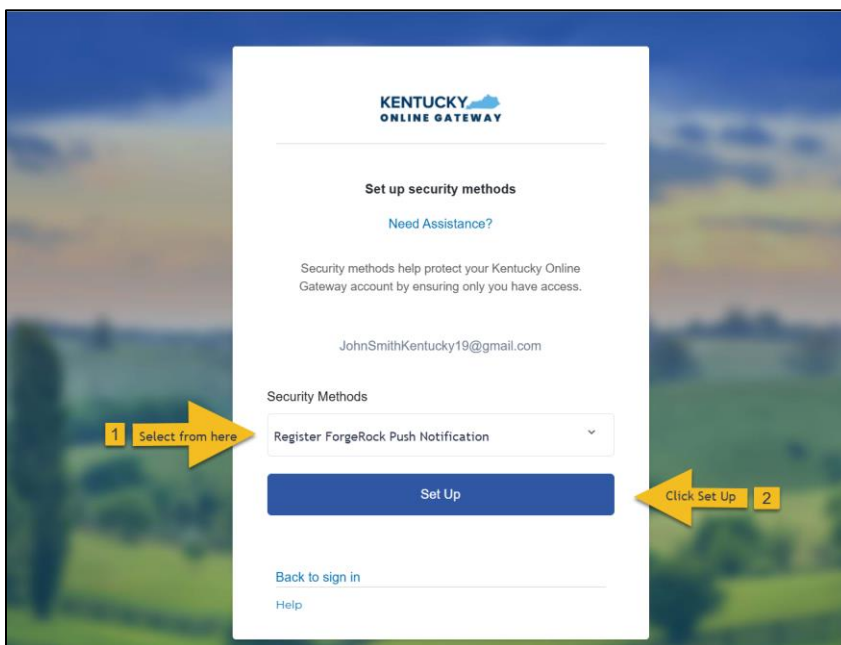 KENTUCKY
ONLINE GATEWAY
Set up security methods
Need Assistance?
Security methods help protect your Kentucky Online
Gateway account by ensuring only you have access.
JohnSmithKentucky19@gmail.com
Security Methods
1 Select from here
Register ForgeRock Push Notification
Set Up
Click Set Up 2
Back to sign in
Help